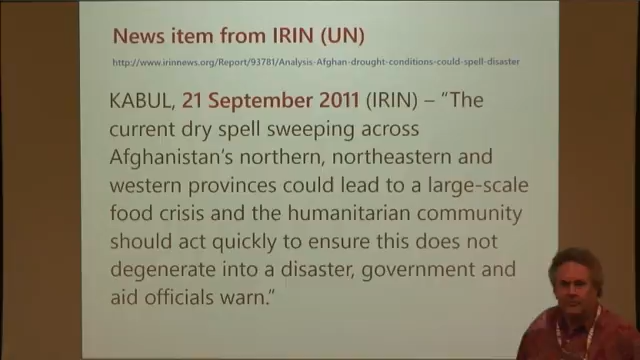 News item from IRIN (UN)
http://www.irinnews.org/Report/93781/Analysis-Afghan-drought-conditions-could-spell-disaster
KABUL, 21 September 2011 (IRIN) – “The
current dry spell sweeping across
Afghanistan’s northern, northeastern and
western provinces could lead to a large-scale
food crisis and the humanitarian community
should act quickly to ensure this does not
degenerate into a disaster, government and
aid officials warn.”